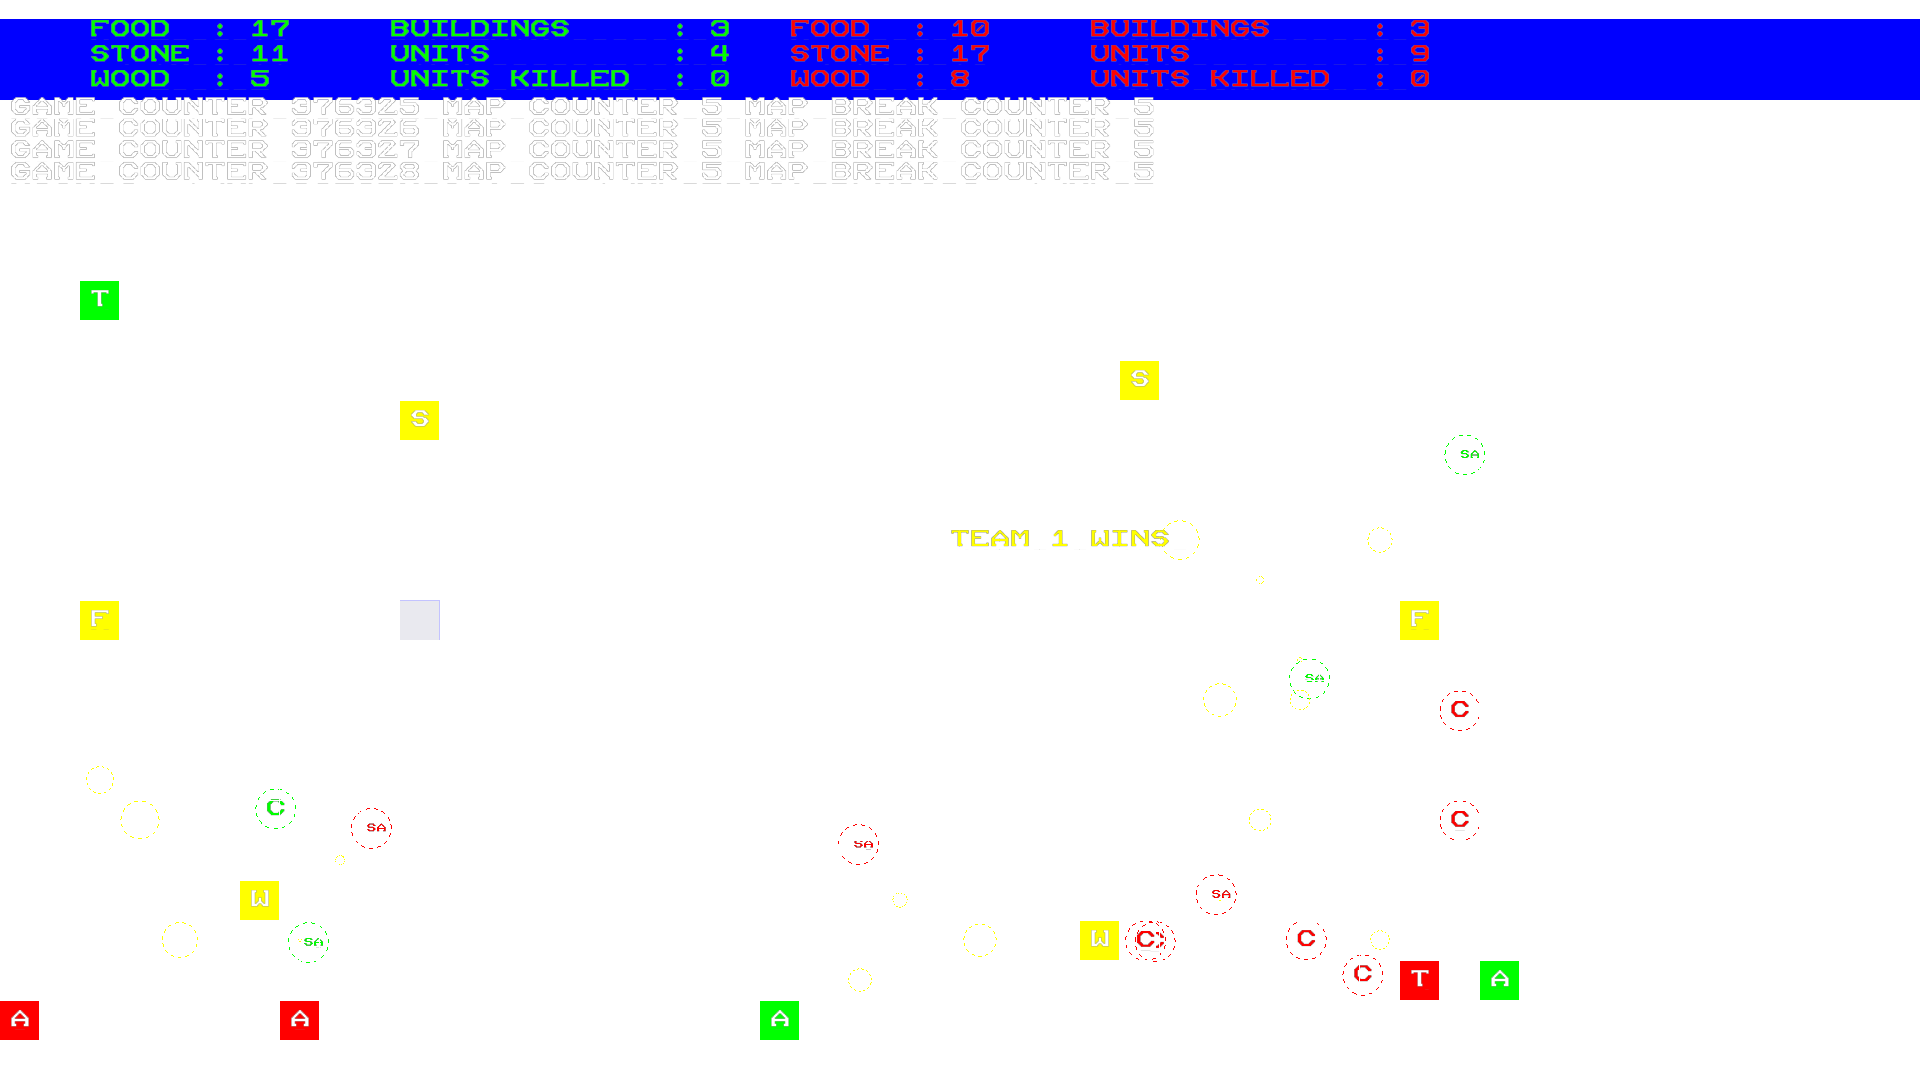 FOOD : 17 BUILDINGS : 3 FOOD : 10 BUILDINGS : 3
STONE : 11 UNITS : 4 STONE : 17 UNITS : 9
WOOD : 5 UNITS KILLED : 0 WOOD : 8 UNITS KILLED : 0
GAME COUNTER 376325 MAP COUNTER 5 MAP BREAK COUNTER 5
GAME COUNTER 376326 MAP COUNTER 5 MAP BREAK COUNTER 5
GAME COUNTER 376327 MAP COUNTER 5 MAP BREAK COUNTER 5
GAME COUNTER 376328 MAP COUNTER 5 MAP BREAK COUNTER 5
T
S
S
SA
TEAM 1 WINS
F
F
SA
C
C
SA
C
SA
SA
W
SA
W
C
C
C
T
A
A
A
A